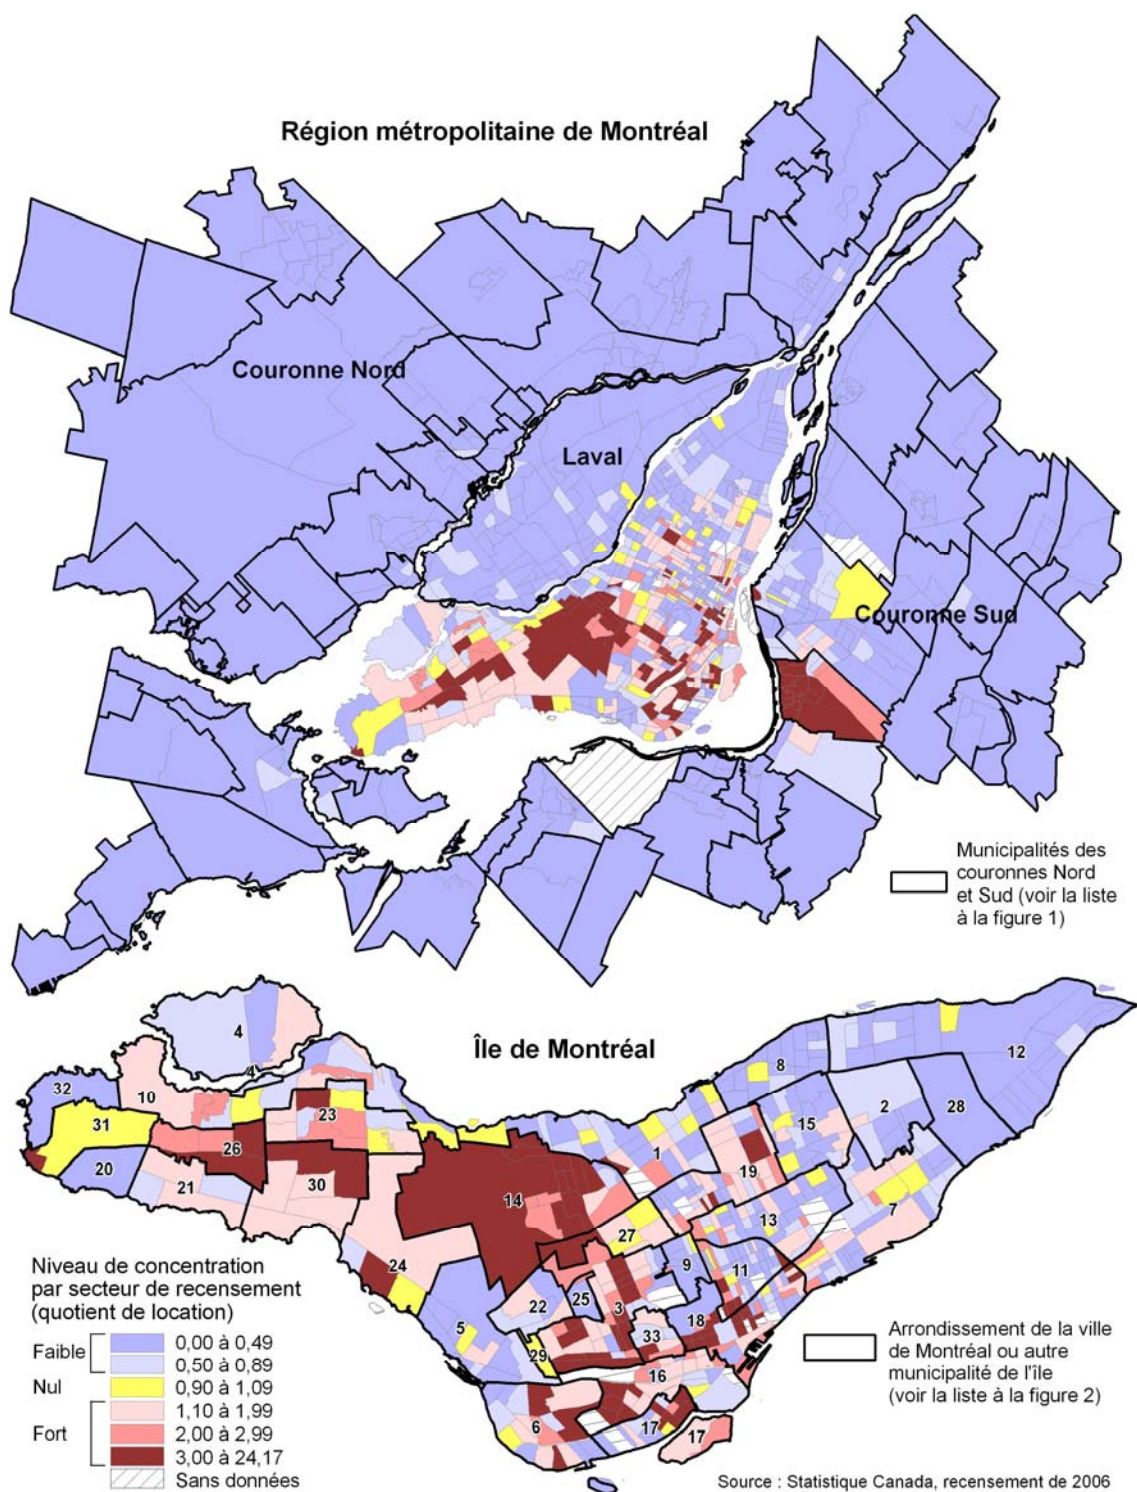 Région métropolitaine de Montréal
Couronne Nord
Laval
Couronne Sud
Municipalités des
couronnes Nord
et Sud (voir la liste
à la figure 1)
Île de Montréal
4
4
32
10
31
20
26
21
23
30
24
14
5
22
25
29
3
27
9
33
18
16
6
17
17
1
19
13
11
8
15
2
28
12
7
Niveau de concentration
par secteur de recensement
(quotient de location)
Faible
0,00 à 0,49
0,50 à 0,89
Nul
0,90 à 1,09
Fort
1,10 à 1,99
2,00 à 2,99
3,00 à 24,17
Sans données
Arrondissement de la ville
de Montréal ou autre
municipalité de l'île
(voir la liste à la figure 2)
Source : Statistique Canada, recensement de 2006